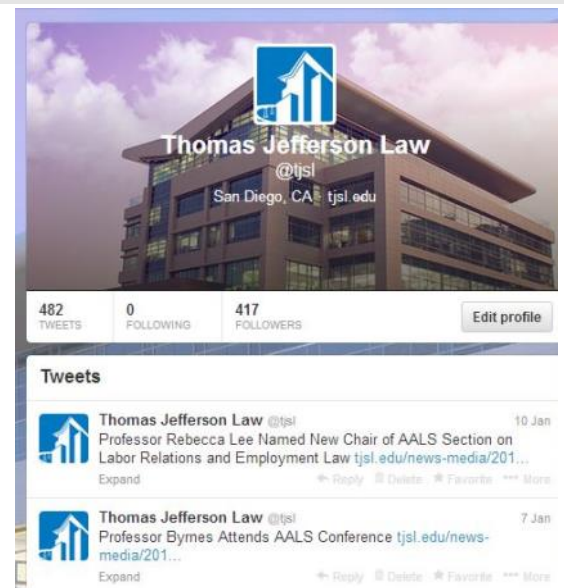 Thomas Jefferson Law
@tjsl
San Diego, CA · tjsl.edu
482
TWEETS
0
FOLLOWING
417
FOLLOWERS
Edit profile
Tweets
Thomas Jefferson Law @tjsl 10 Jan
Professor Rebecca Lee Named New Chair of AALS Section on
Labor Relations and Employment Law tjsl.edu/news-media/201...
Expand Reply Delete Favorite More
Thomas Jefferson Law @tjsl 7 Jan
Professor Byrnes Attends AALS Conference tjsl.edu/news-
media/201...
Expand Reply Delete Favorite More